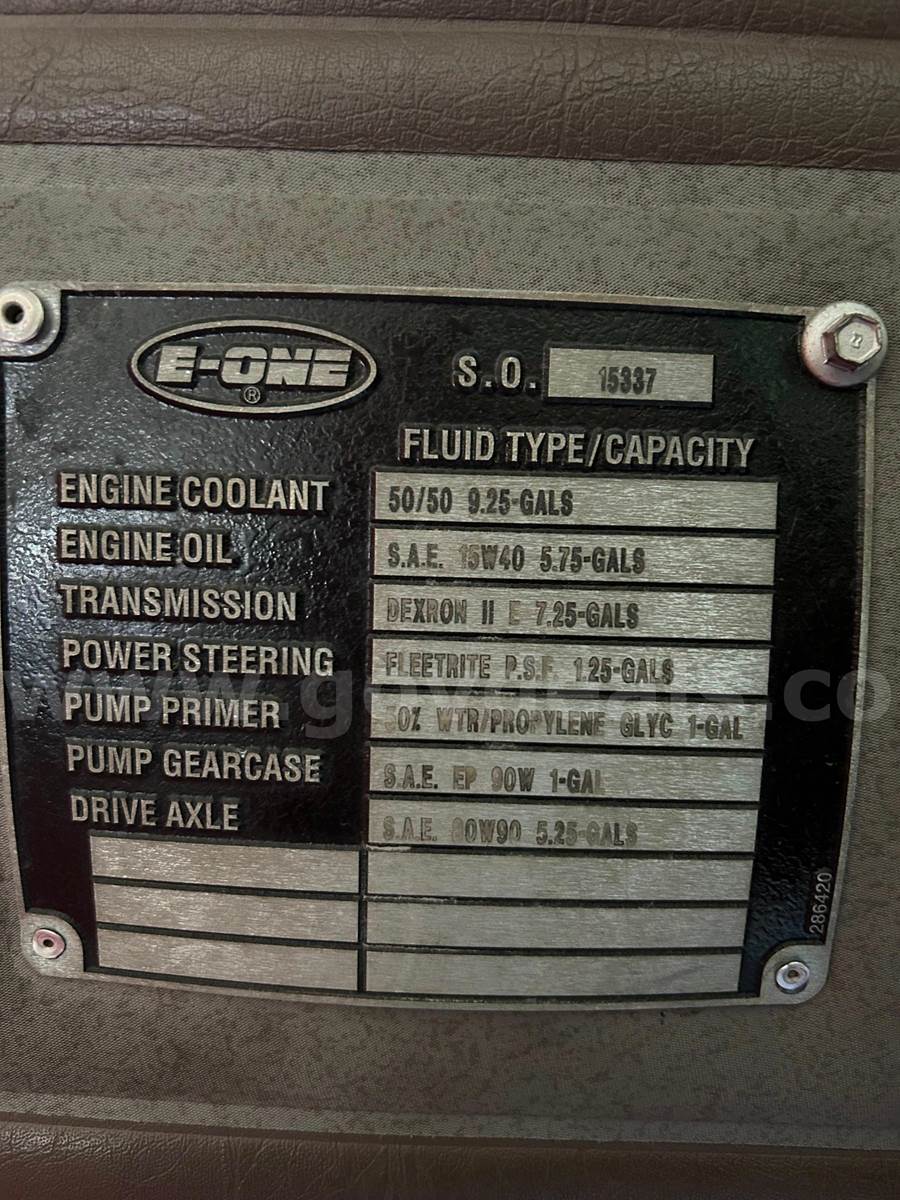 E-ONE
®
S.O. 15337
FLUID TYPE/CAPACITY
ENGINE COOLANT 50/50 9.25-GALS
ENGINE OIL S.A.E. 15W40 5.75-GALS
TRANSMISSION DEXRON II E 7.25-GALS
POWER STEERING FLEETRITE P.S.F. 1.25-GALS
PUMP PRIMER WTR/PROPYLENE GLYC 1-GAL
PUMP GEARCASE S.A.E. EP 90W 1-GAL
DRIVE AXLE S.A.E. 5.25-GALS
286420